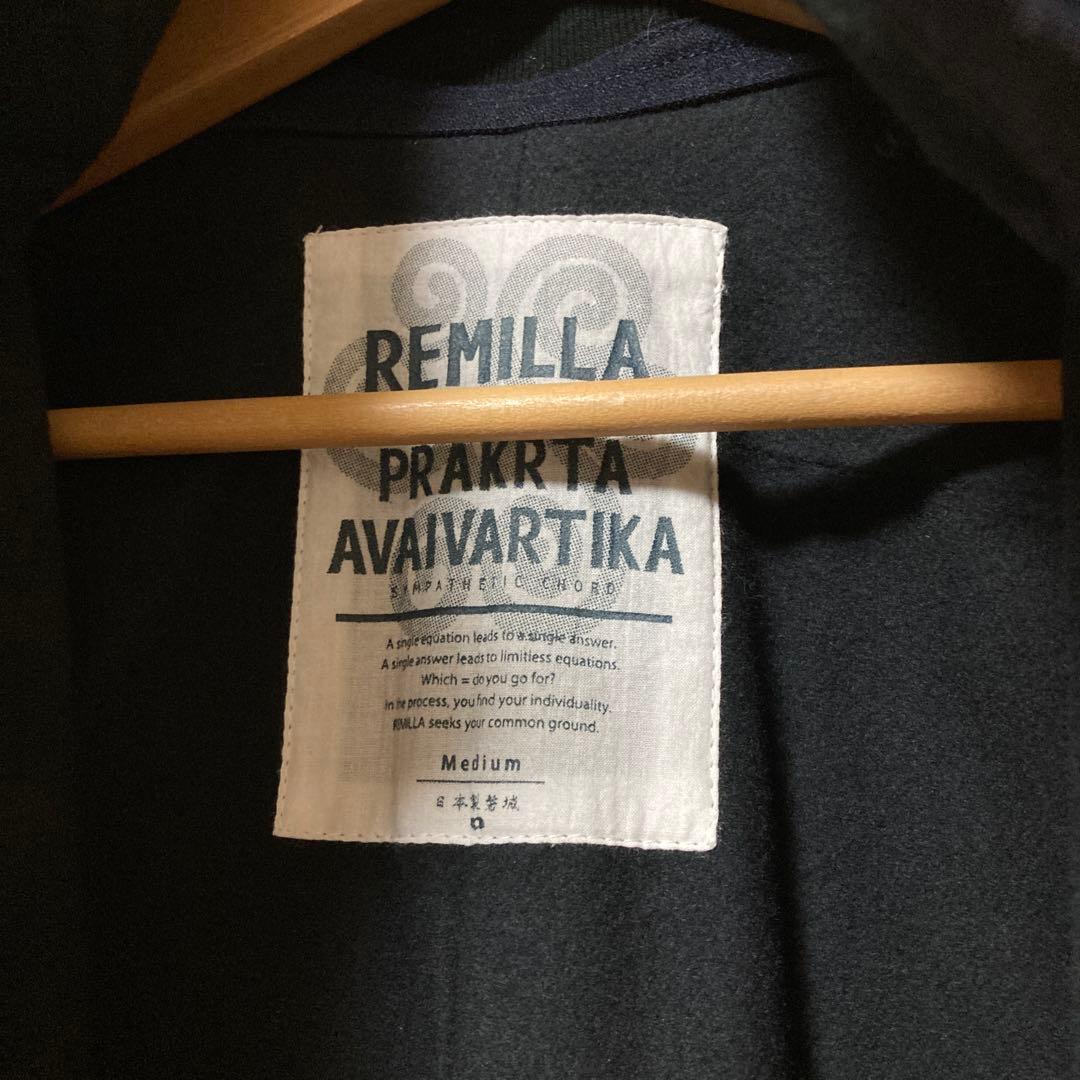 REMILLA
PRAKRTA
AVAIVARTIKA
SYMPATHETIC CHORD
A single equation leads to a single answer.
A single answer leads to limitless equations.
Which = do you go for?
In the process, you find your individuality.
REMILLA seeks your common ground.
Medium
日本製磐城
n